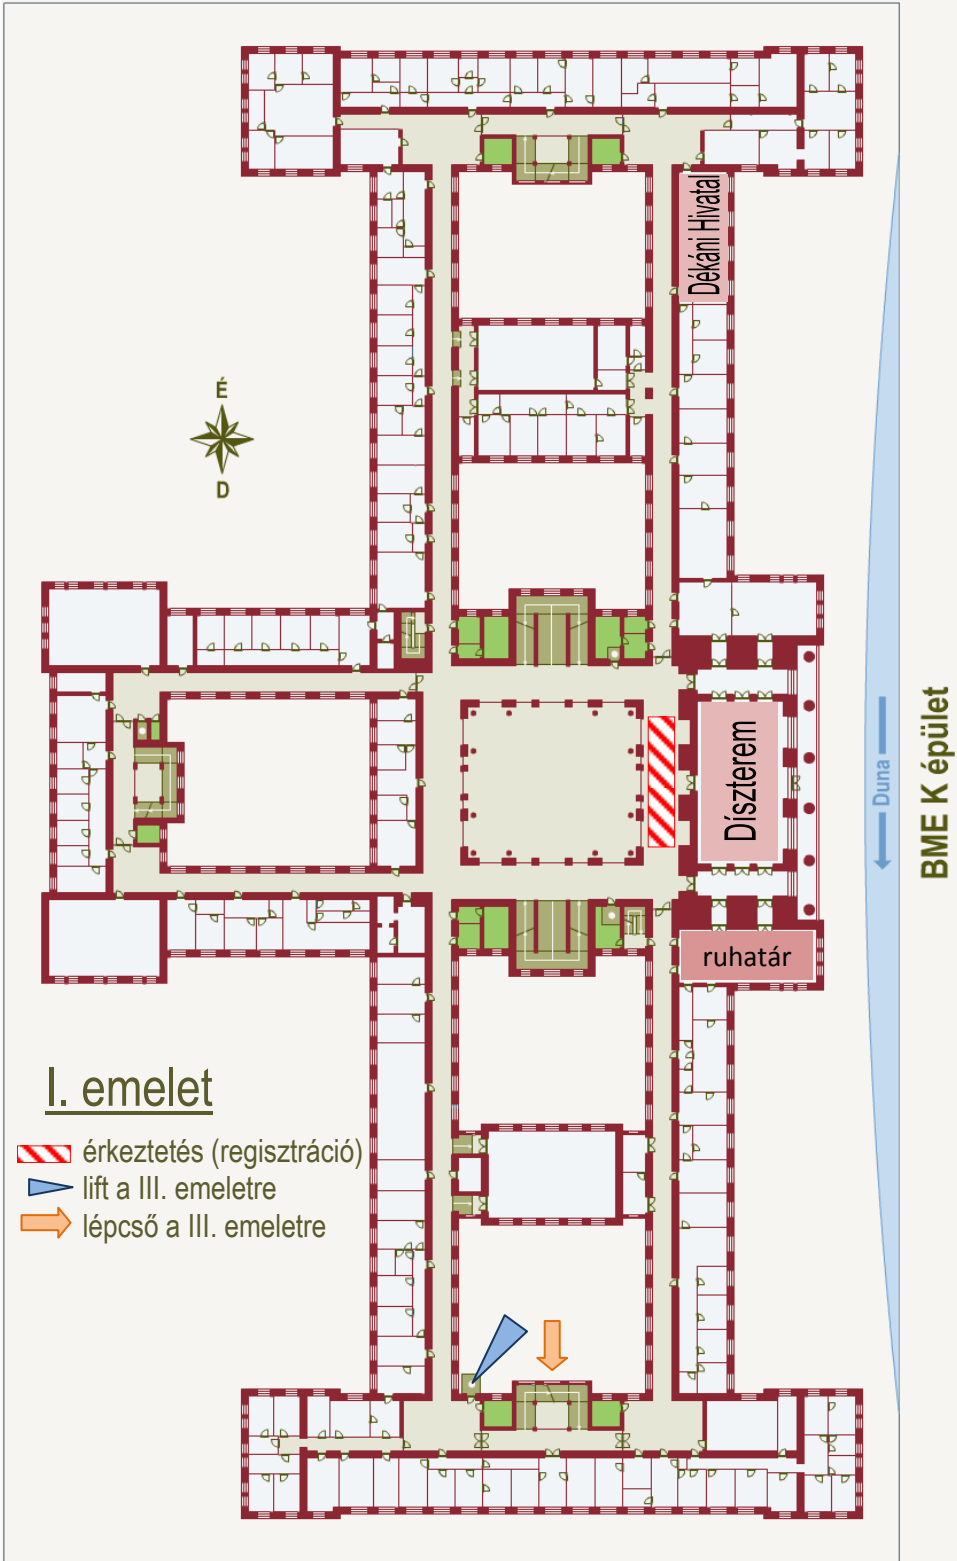 Dékáni Hivatal
É
D
Díszterem
Duna
BME K épület
ruhatár
I. emelet
érkeztetés (regisztráció)
lift a III. emeletre
lépcső a III. emeletre